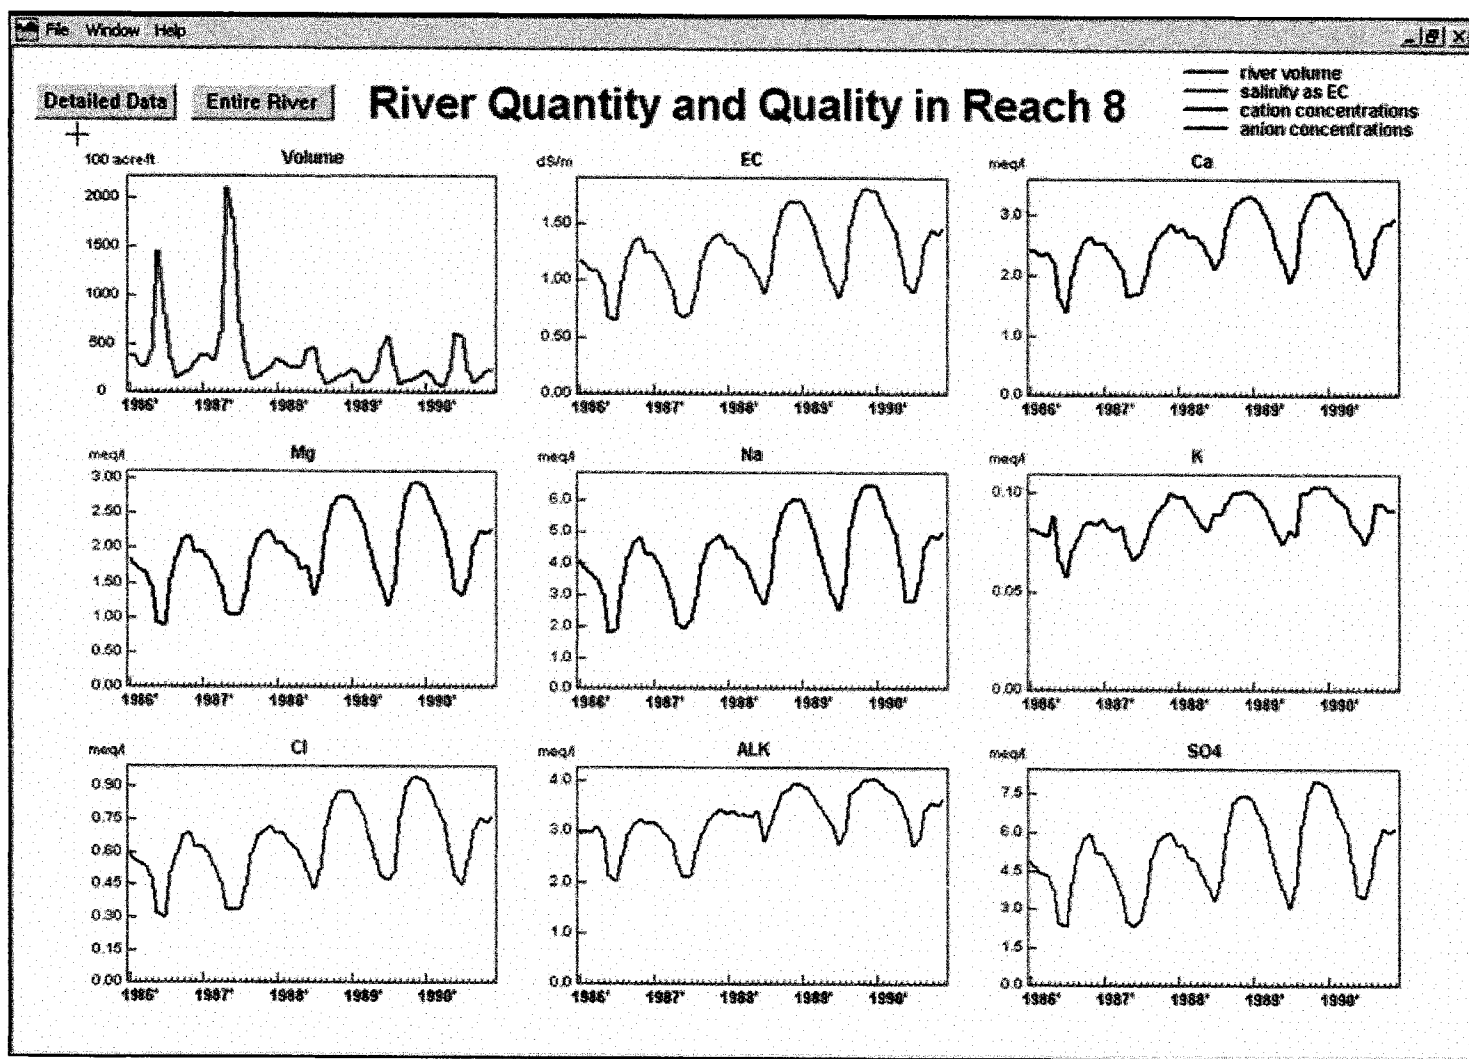 File Window Help
Detailed Data Entire River River Quantity and Quality in Reach 8
river volume
salinity as EC
cation concentrations
anion concentrations
100 acre-ft Volume
2000
1500
1000
500
0
1986' 1987' 1988' 1989' 1990'
dS/m EC
1.50
1.00
0.50
0.00
1986' 1987' 1988' 1989' 1990'
meq/l Ca
3.0
2.0
1.0
0.0
1986' 1987' 1988' 1989' 1990'
meq/l Mg
3.00
2.50
2.00
1.50
1.00
0.50
0.00
1986' 1987' 1988' 1989' 1990'
meq/l Na
6.0
5.0
4.0
3.0
2.0
1.0
0.0
1986' 1987' 1988' 1989' 1990'
meq/l K
0.10
0.05
0.00
1986' 1987' 1988' 1989' 1990'
meq/l Cl
0.90
0.75
0.60
0.45
0.30
0.15
0.00
1986' 1987' 1988' 1989' 1990'
meq/l ALK
4.0
3.0
2.0
1.0
0.0
1986' 1987' 1988' 1989' 1990'
meq/l SO4
7.5
6.0
4.5
3.0
1.5
0.0
1986' 1987' 1988' 1989' 1990'